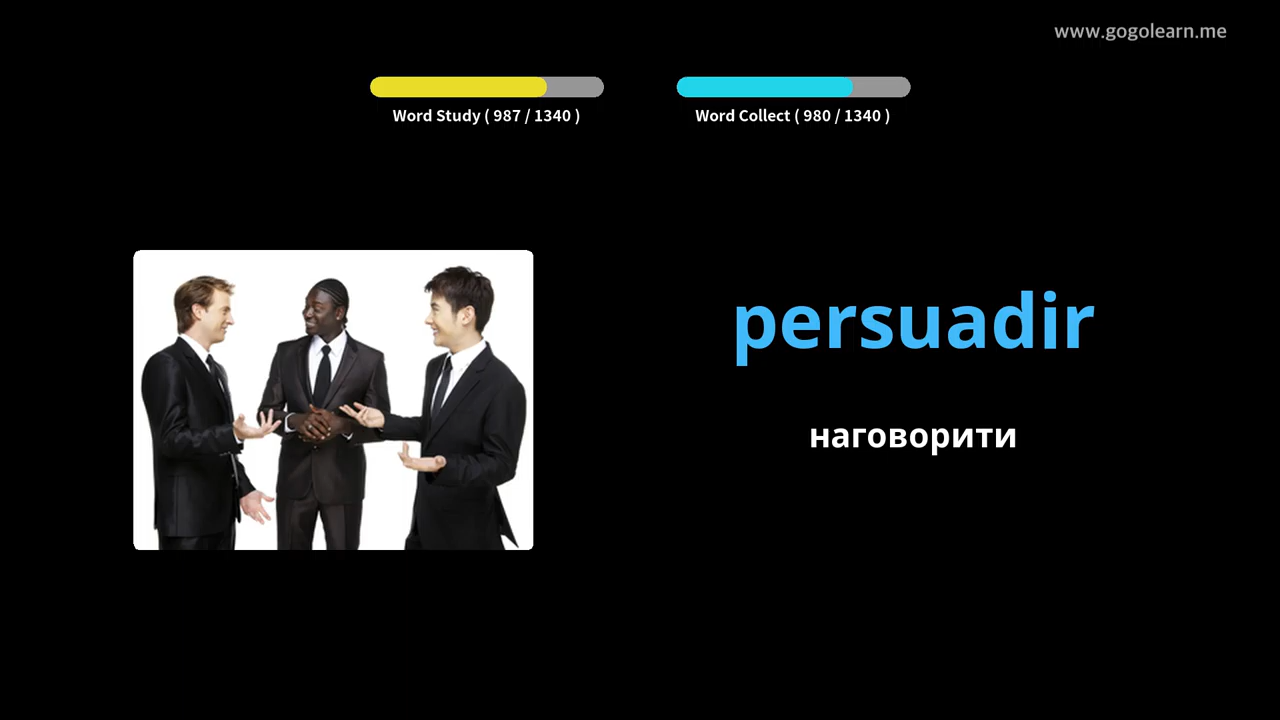 www.gogolearn.me
Word Study ( 987 / 1340 )
Word Collect ( 980 / 1340 )
persuadir
наговорити